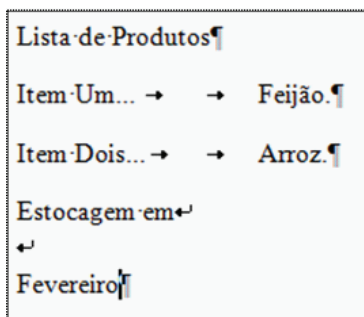 Lista·de·Produtos¶
Item·Um...→ → Feijão.¶
Item·Dois...→ → Arroz.¶
Estocagem·em↵
↵
Fevereiro¶